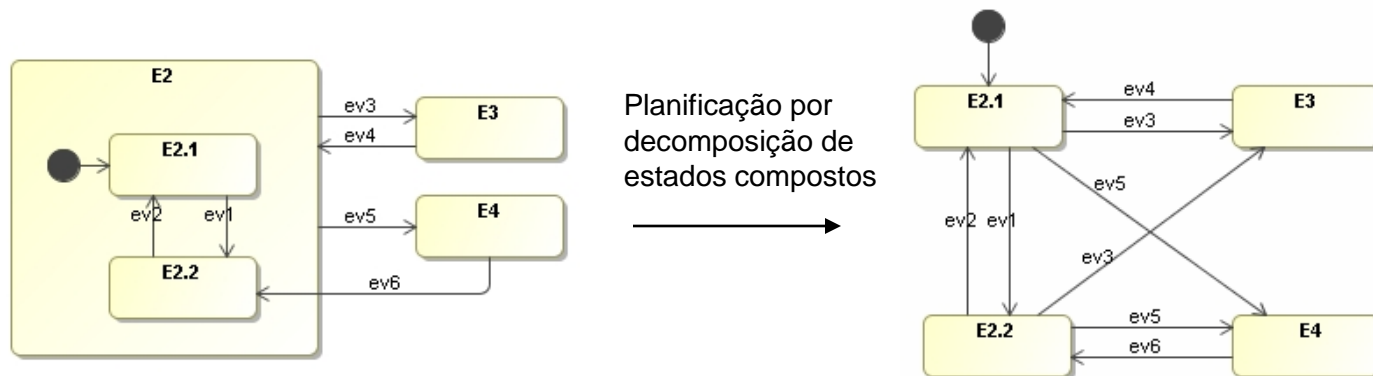 E2
ev3
ev4
E3
E2.1
ev2
ev1
ev5
E4
E2.2
ev6
Planificação por
decomposição de
estados compostos
E2.1
ev4
ev3
E3
ev5
ev2
ev1
ev3
E2.2
ev5
ev6
E4